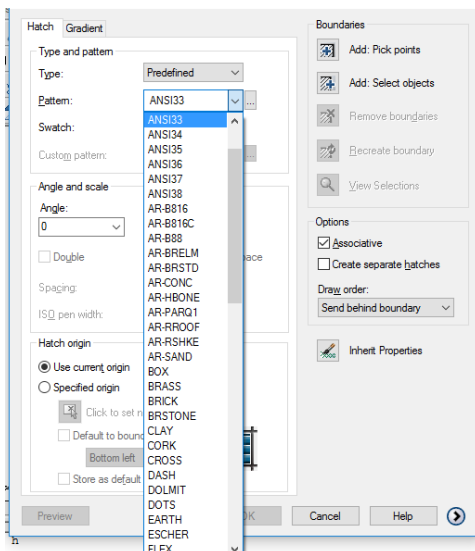 Hatch Gradient
Type and pattern
Type: Predefined
Pattern: ANSI33 ...
Swatch:
Custom pattern: ...
ANSI33
ANSI34
ANSI35
ANSI36
ANSI37
ANSI38
AR-B816
AR-B816C
AR-B88
AR-BRELM
AR-BRSTD
AR-CONC
AR-HBONE
AR-PARQ1
AR-RROOF
AR-RSHKE
AR-SAND
BOX
BRASS
BRICK
BRSTONE
CLAY
CORK
CROSS
DASH
DOLMIT
DOTS
EARTH
ESCHER
FLEX
Angle and scale
Angle:
0
Double
Spacing:
ISO pen width:
Hatch origin
Use current origin
Specified origin
Click to set
Default to
Bottom left
Store as default
Preview
Boundaries
Add: Pick points
Add: Select objects
Remove boundaries
Recreate boundary
View Selections
Options
Associative
Create separate hatches
Draw order:
Send behind boundary
Inherit Properties
Cancel Help